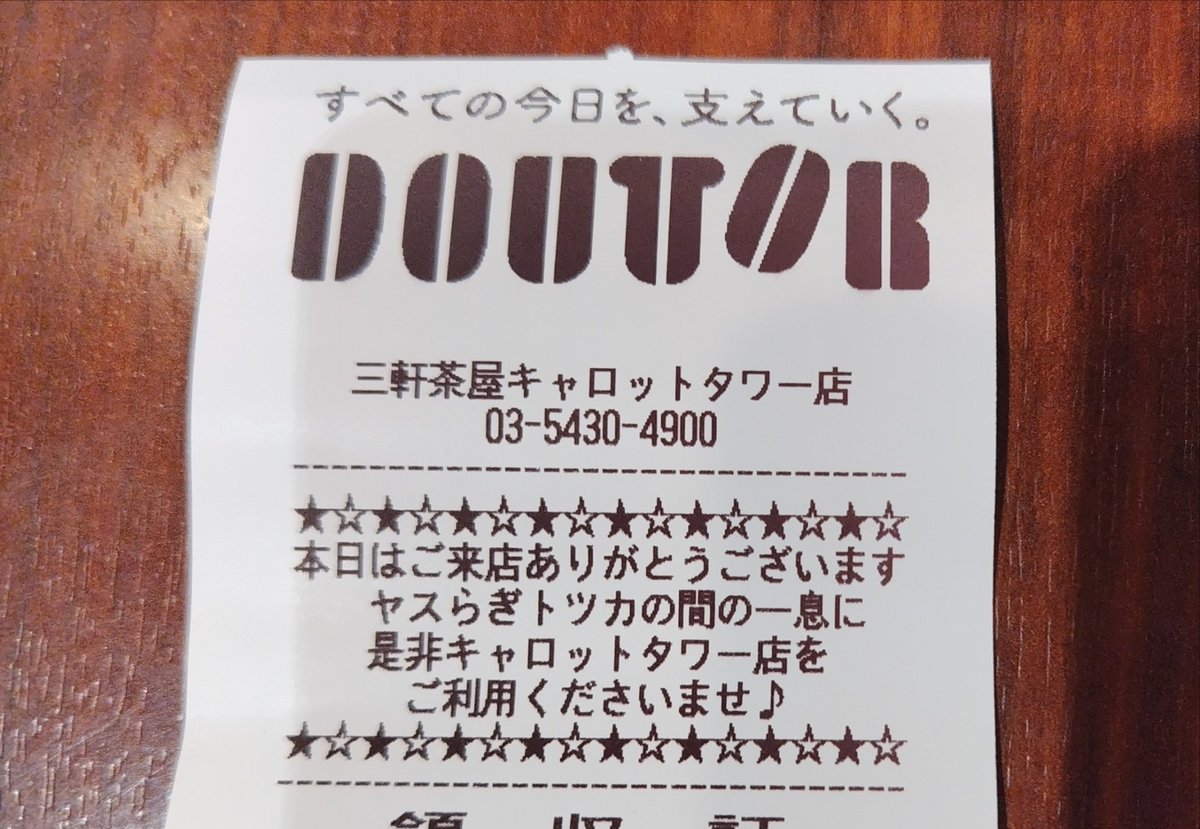 すべての今日を、支えていく。
DOUTOR
三軒茶屋キャロットタワー店
03-5430-4900
★☆★☆★☆★☆★☆★☆★☆★☆
本日はご来店ありがとうございます
ヤスらぎトツカの間の一息に
是非キャロットタワー店を
ご利用くださいませ♪
★☆★☆★☆★☆★☆★☆★☆★☆
領収証